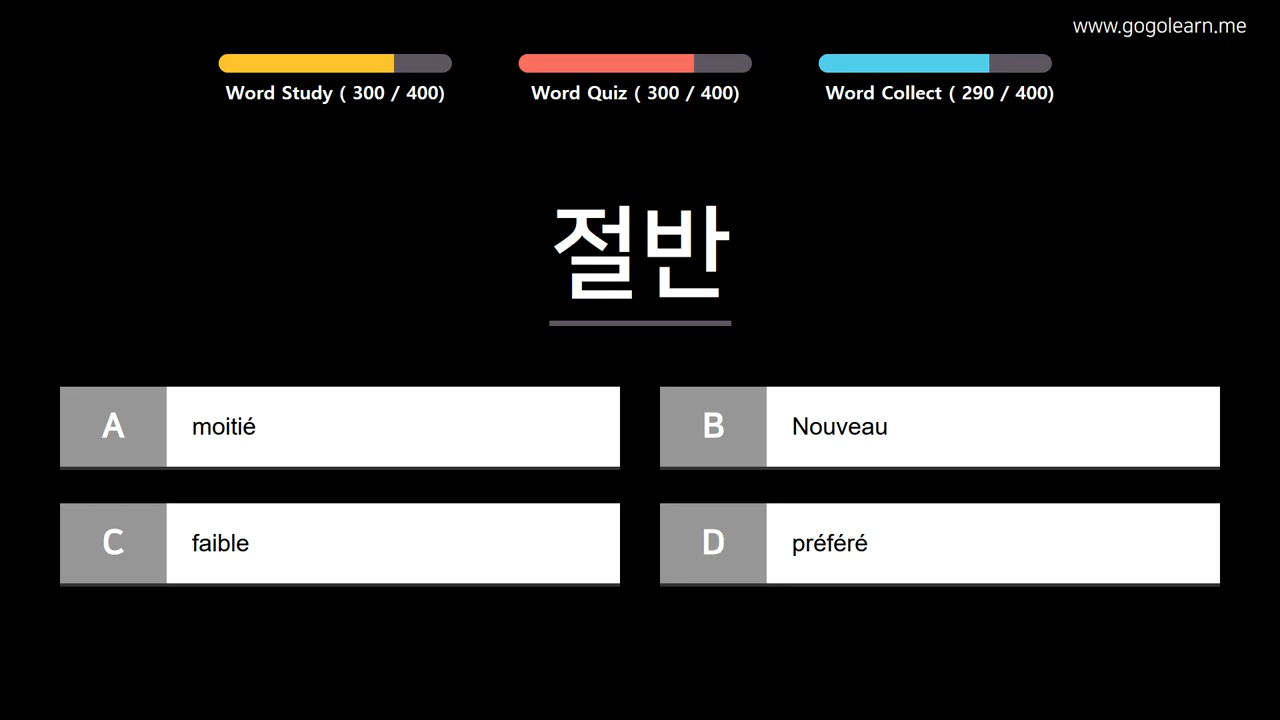 www.gogolearn.me
Word Study ( 300 / 400)
Word Quiz ( 300 / 400)
Word Collect ( 290 / 400)
절반
A moitié
B Nouveau
C faible
D préféré